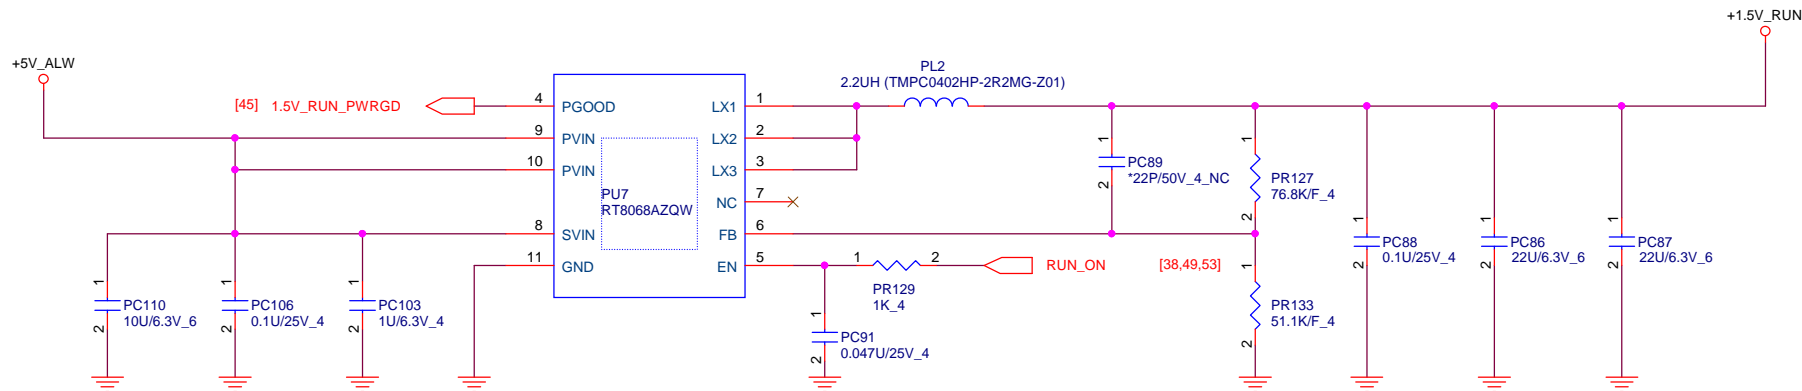 +1.5V_RUN
+5V_ALW
PL2
2.2UH (TMPC0402HP-2R2MG-Z01)
[45] 1.5V_RUN_PWRGD
4 PGOOD LX1 1
9 PVIN LX2 2
10 PVIN LX3 3
PU7
RT8068AZQW
NC 7
8 SVIN FB 6
11 GND EN 5
1 PC89 2
*22P/50V_4_NC
1 PR127 2
76.8K/F_4
1 2 RUN_ON [38,49,53]
PR129
1K_4
1 PC88 2
0.1U/25V_4
1 PC86 2
22U/6.3V_6
1 PC87 2
22U/6.3V_6
1 PC110 2
10U/6.3V_6
1 PC106 2
0.1U/25V_4
1 PC103 2
1U/6.3V_4
1 PC91 2
0.047U/25V_4
1 PR133 2
51.1K/F_4